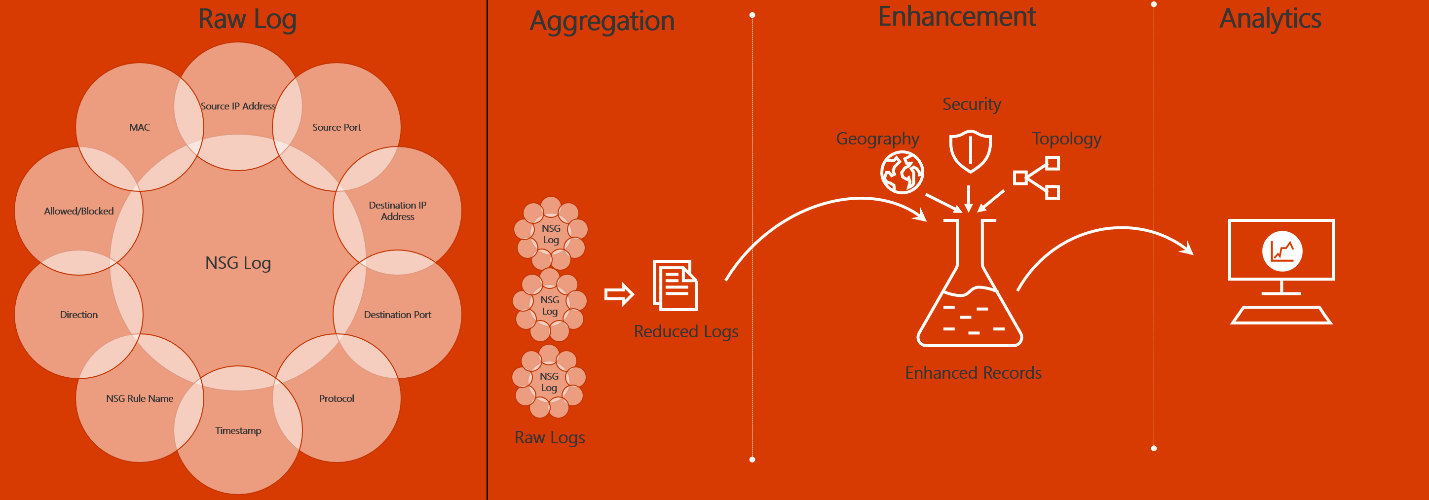 Raw Log
Source IP Address
MAC
Source Port
Allowed/Blocked
Destination IP
Address
NSG Log
Direction
Destination Port
NSG Rule Name
Protocol
Timestamp
Aggregation
NSG
Log
NSG
Log
NSG
Log
Raw Logs
Reduced Logs
Enhancement
Security
Geography
Topology
Enhanced Records
Analytics